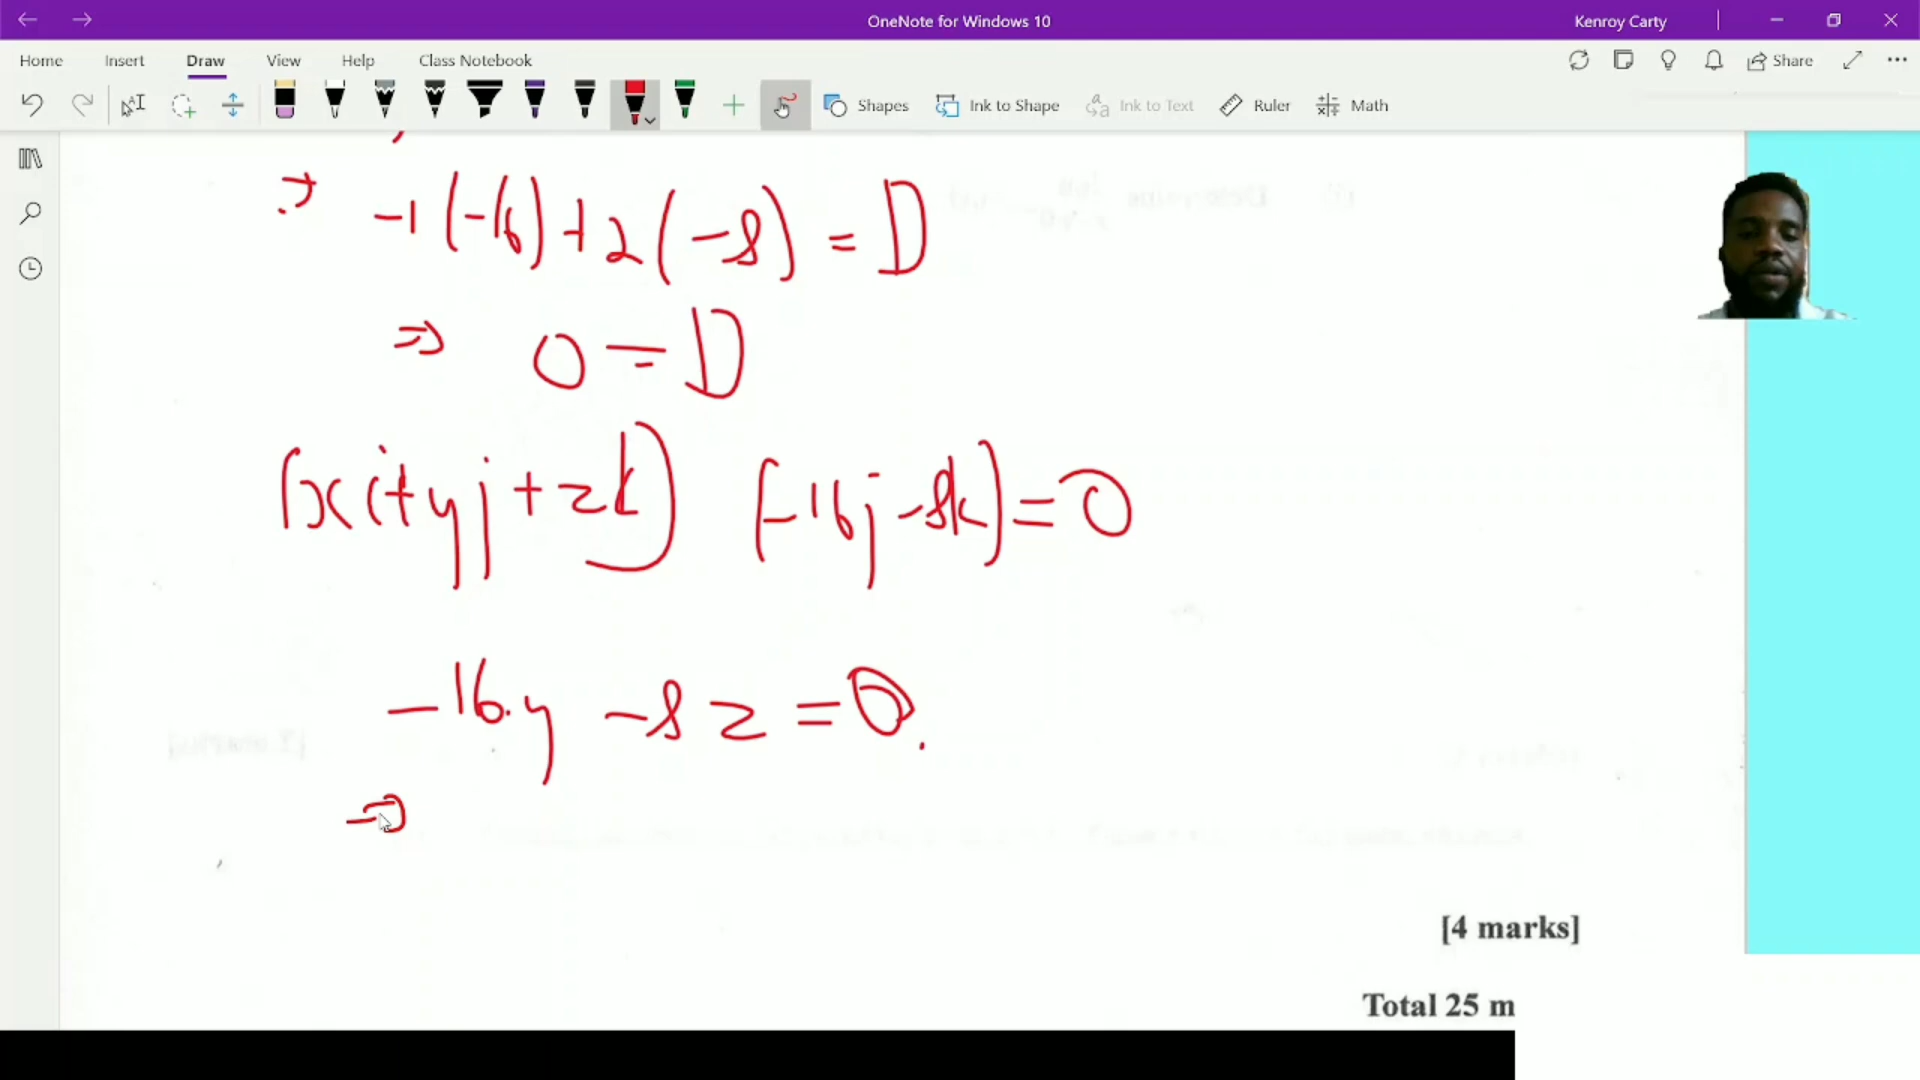 OneNote for Windows 10
Kenroy Carty
Home Insert Draw View Help Class Notebook
Share
Shapes Ink to Shape Ink to Text Ruler Math
⇒ -1(-16)+2(-8)=D
⇒ 0=D
(xi+yj+zk) (-16j-8k)=0
-16y -8z=0.
⇒
[4 marks]
Total 25 m